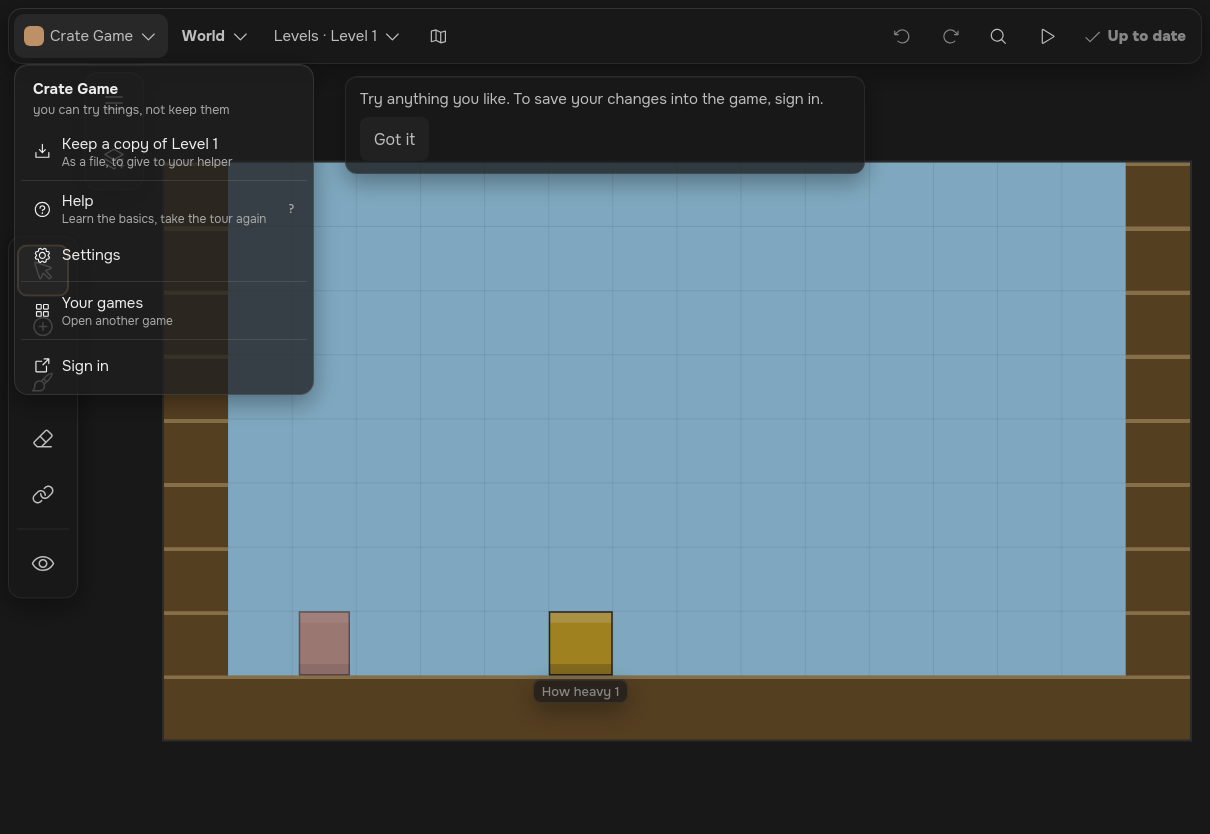 Crate Game
World
Levels · Level 1
Up to date
Crate Game
you can try things, not keep them
Keep a copy of Level 1
As a file, to give to your helper
Help
Learn the basics, take the tour again
?
Settings
Your games
Open another game
Sign in
Try anything you like. To save your changes into the game, sign in.
Got it
How heavy 1